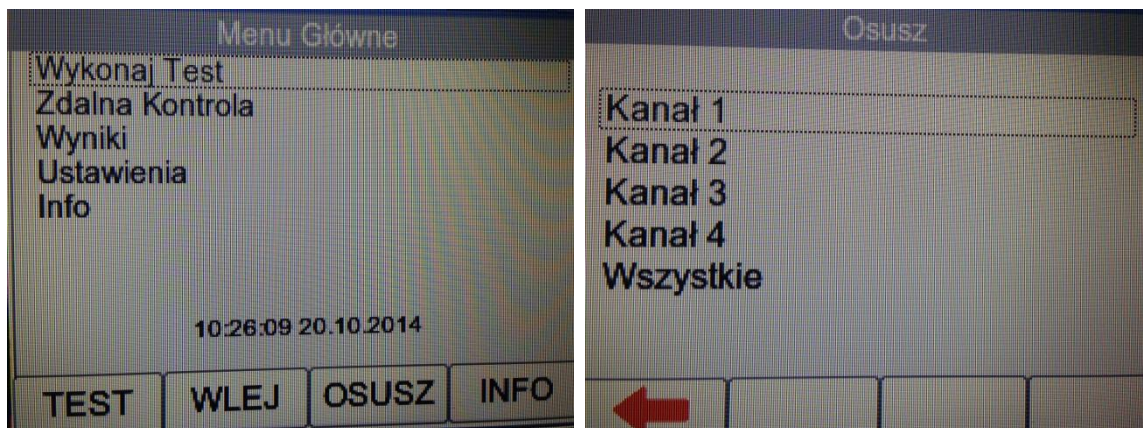 Menu Główne
Wykonaj Test
Zdalna Kontrola
Wyniki
Ustawienia
Info
10:26:09 20.10.2014
TEST WLEJ OSUSZ INFO
Osusz
Kanał 1
Kanał 2
Kanał 3
Kanał 4
Wszystkie